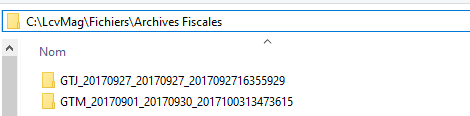 C:\LcvMag\Fichiers\Archives Fiscales
Nom
GTJ_20170927_20170927_2017092716355929
GTM_20170901_20170930_2017100313473615